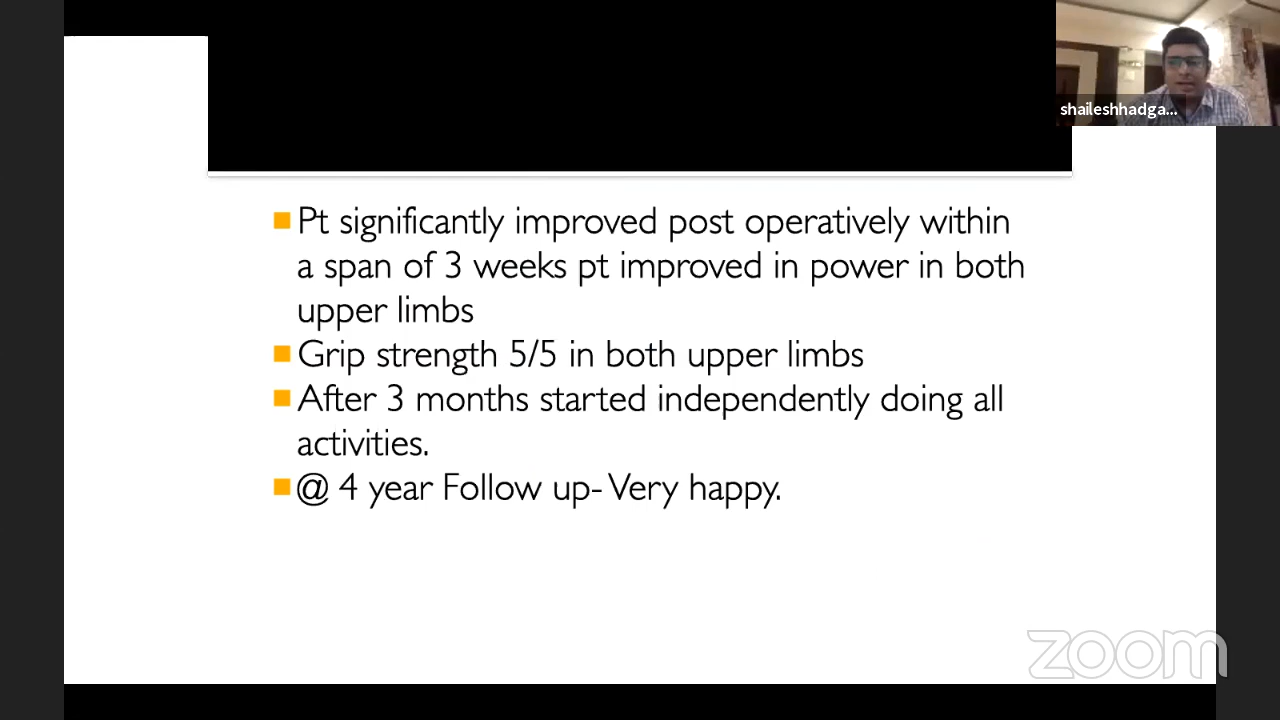 shaileshhadga...
Pt significantly improved post operatively within
a span of 3 weeks pt improved in power in both
upper limbs
Grip strength 5/5 in both upper limbs
After 3 months started independently doing all
activities.
@ 4 year Follow up- Very happy.
zoom